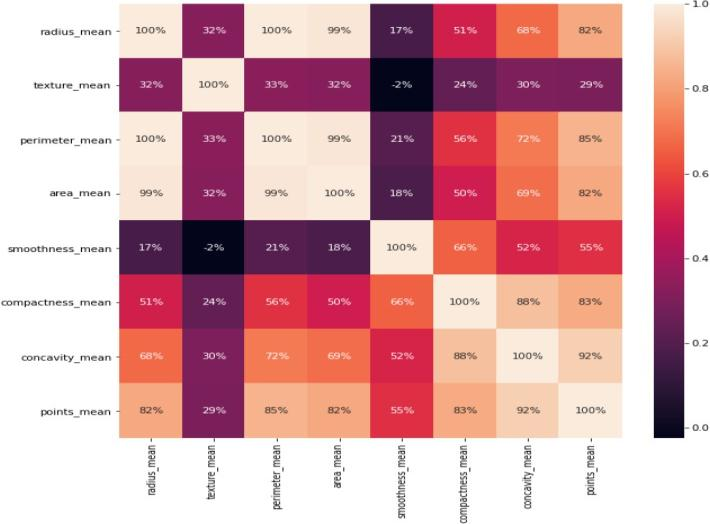 radius_mean 100% 32% 100% 99% 17% 51% 68% 82%
texture_mean 32% 100% 33% 32% -2% 24% 30% 29%
perimeter_mean 100% 33% 100% 99% 21% 56% 72% 85%
area_mean 99% 32% 99% 100% 18% 50% 69% 82%
smoothness_mean 17% -2% 21% 18% 100% 66% 52% 55%
compactness_mean 51% 24% 56% 50% 66% 100% 88% 83%
concavity_mean 68% 30% 72% 69% 52% 88% 100% 92%
points_mean 82% 29% 85% 82% 55% 83% 92% 100%
radius_mean
texture_mean
perimeter_mean
area_mean
smoothness_mean
compactness_mean
concavity_mean
points_mean
1.0
0.8
0.6
0.4
0.2
0.0